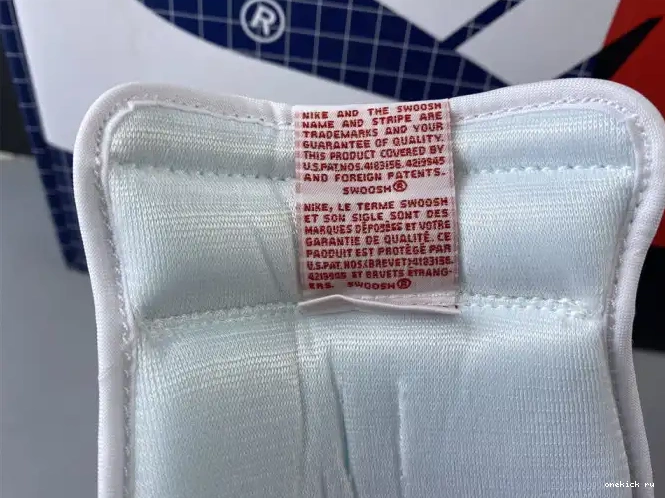 ®
NIKE AND THE SWOOSH
NAME AND STRIPE ARE
TRADEMARKS AND YOUR
GUARANTEE OF QUALITY.
THIS PRODUCT COVERED BY
U.S.PAT.NOS. 4183156, 4219945
AND FOREIGN PATENTS.
SWOOSH®
NIKE, LE TERME SWOOSH
ET SON SIGLE SONT DES
MARQUES DÉPOSÉES ET VOTRE
GARANTIE DE QUALITÉ. CE
PRODUIT EST PROTÉGÉ PAR
U.S.PAT.NOS.(BREVET)4183156,
4219945 ET BRVETS ÉTRANG-
ERS. SWOOSH®
onekick ru